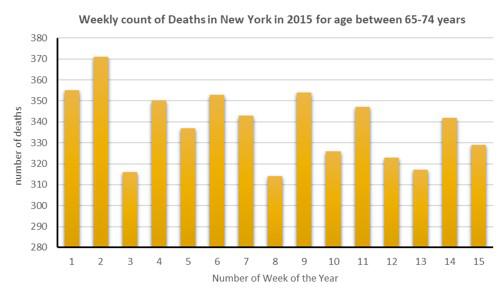 Weekly count of Deaths in New York in 2015 for age between 65-74 years
380
370
360
350
340
330
320
310
300
290
280
number of deaths
1 2 3 4 5 6 7 8 9 10 11 12 13 14 15
Number of Week of the Year